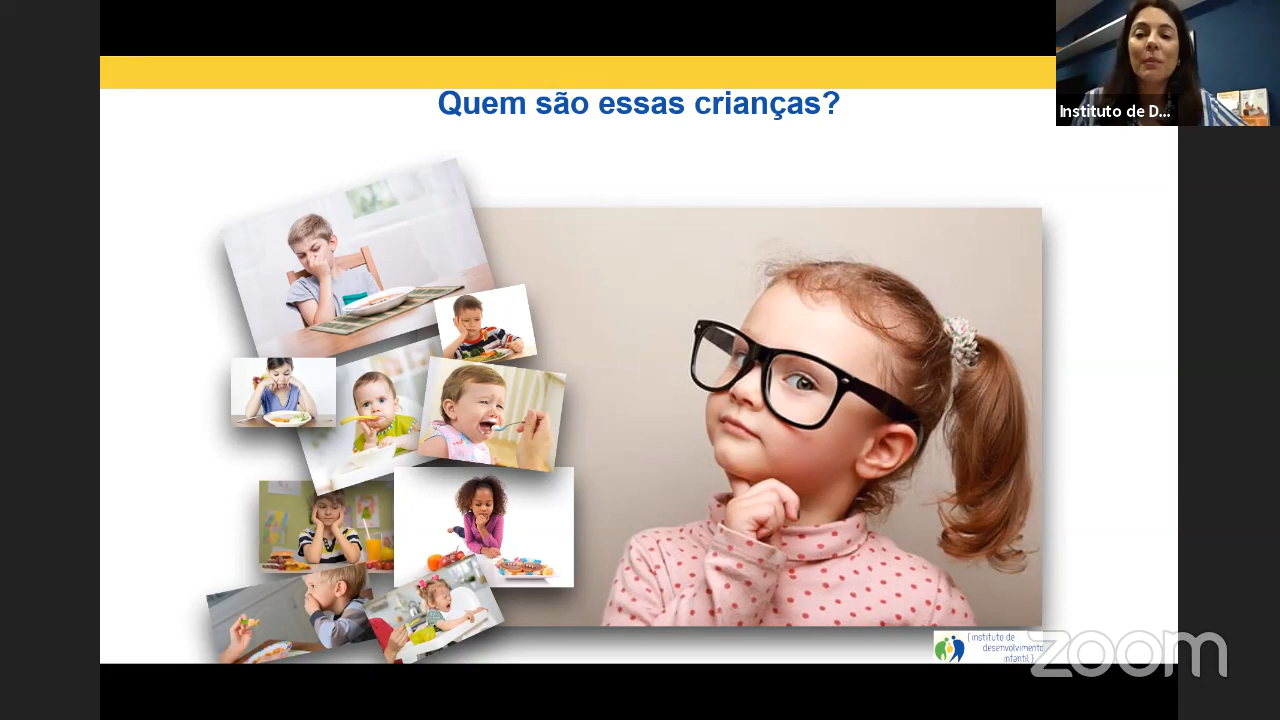 Quem são essas crianças?
Instituto de D...
{instituto de
desenvolvimento
infantil}
zoom